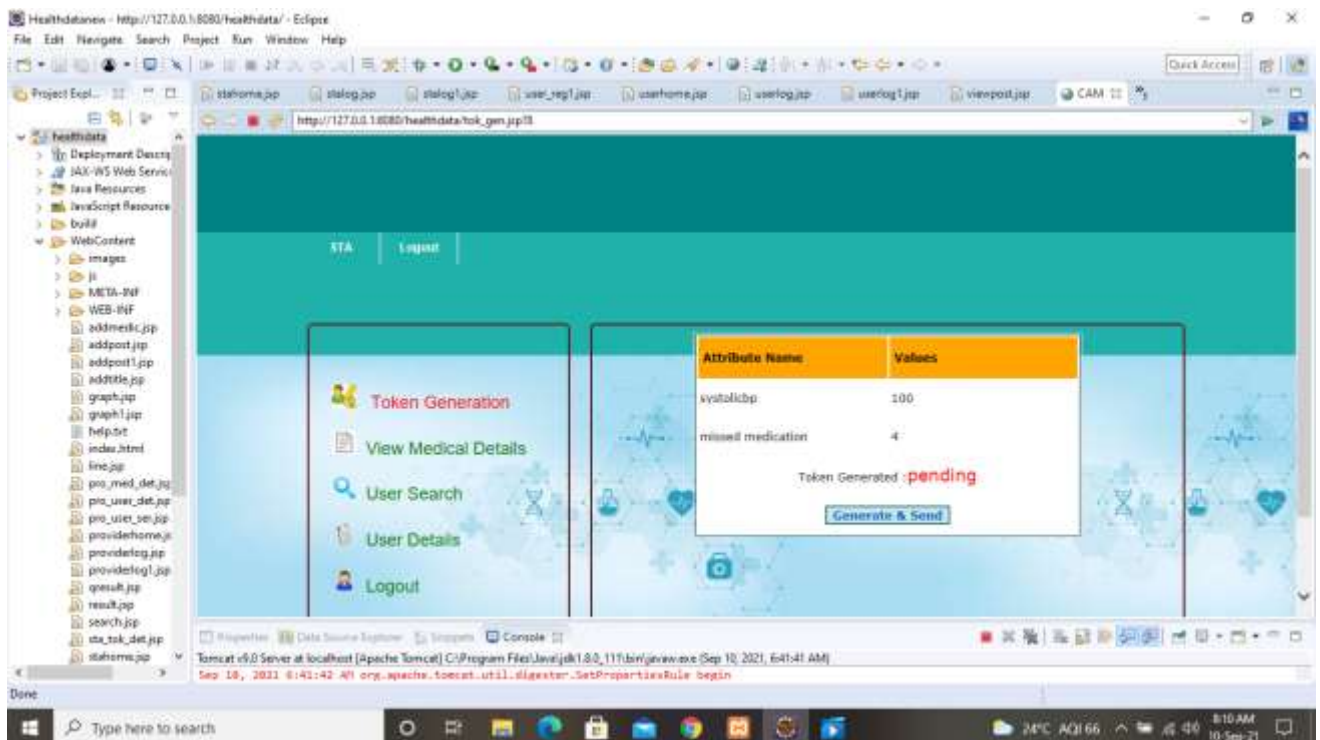 Healthdatanew - http://127.0.0.1:8080/healthdata/ - Eclipse
File Edit Navigate Search Project Run Window Help
Quick Access
Project Expl...
stahome.jsp stalog.jsp stalog1.jsp user_reg1.jsp userhome.jsp userlog.jsp userlog1.jsp viewpost.jsp CAM
http://127.0.0.1:8080/healthdata/tok_gen.jsp?
healthdata
Deployment Descrip
JAX-WS Web Servic
Java Resources
JavaScript Resource
build
WebContent
images
js
META-INF
WEB-INF
addmedic.jsp
addpost.jsp
addpost1.jsp
addtitle.jsp
graph.jsp
graph1.jsp
help.txt
index.html
line.jsp
pro_med_det.jsp
pro_user_det.jsp
pro_user_ser.jsp
providerhome.js
providerlog.jsp
providerlog1.jsp
qresult.jsp
result.jsp
search.jsp
sta_tok_det.jsp
stahome.jsp
STA Logout
Token Generation
View Medical Details
User Search
User Details
Logout
Attribute Name Values
systolicbp 100
missed medication 4
Token Generated :pending
Generate & Send
Properties Data Source Explorer Snippets Console
Tomcat v9.0 Server at localhost [Apache Tomcat] C:\Program Files\Java\jdk1.8.0_111\bin\javaw.exe (Sep 10, 2021, 6:41:41 AM)
Sep 10, 2021 6:41:42 AM org.apache.tomcat.util.digester.SetPropertiesRule begin
Done
Type here to search
24°C AQI 66
8:10 AM
10-Sep-21